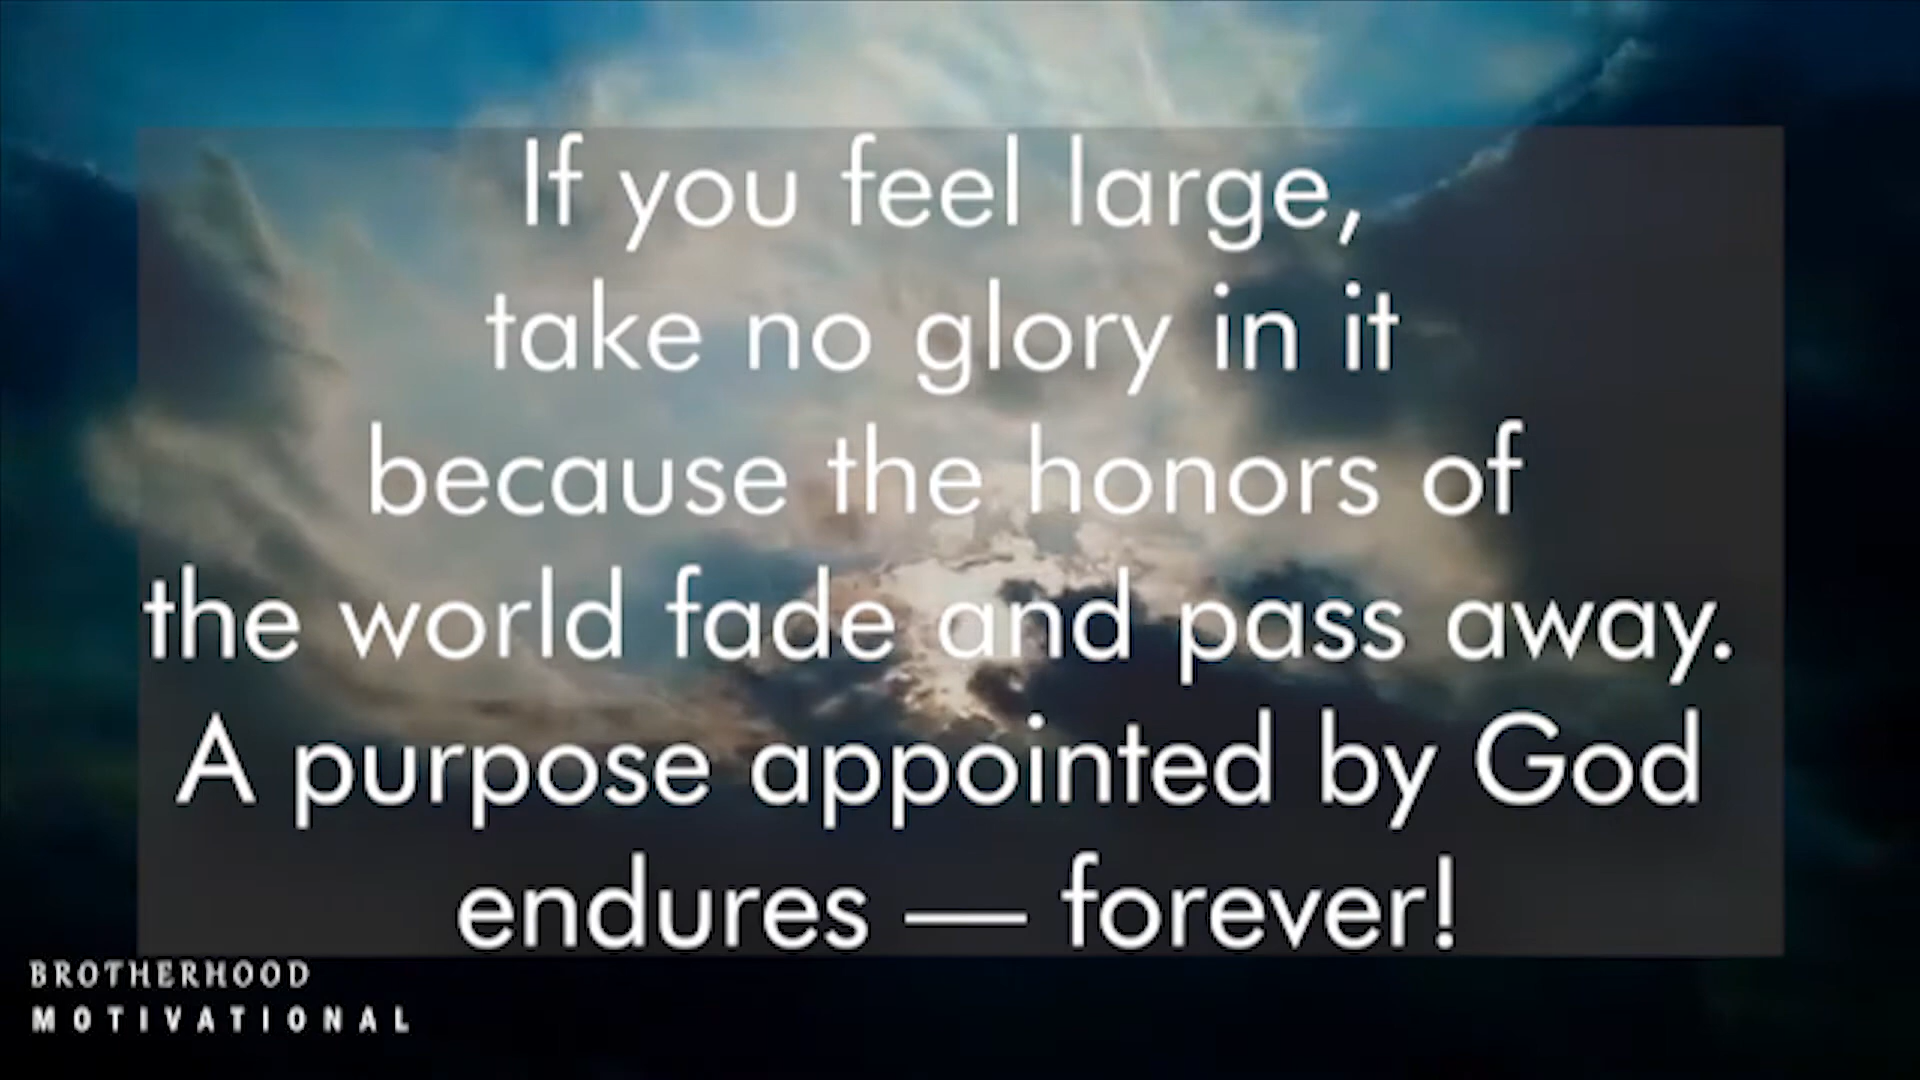 If you feel large,
take no glory in it
because the honors of
the world fade and pass away.
A purpose appointed by God
endures — forever!
BROTHERHOOD
MOTIVATIONAL